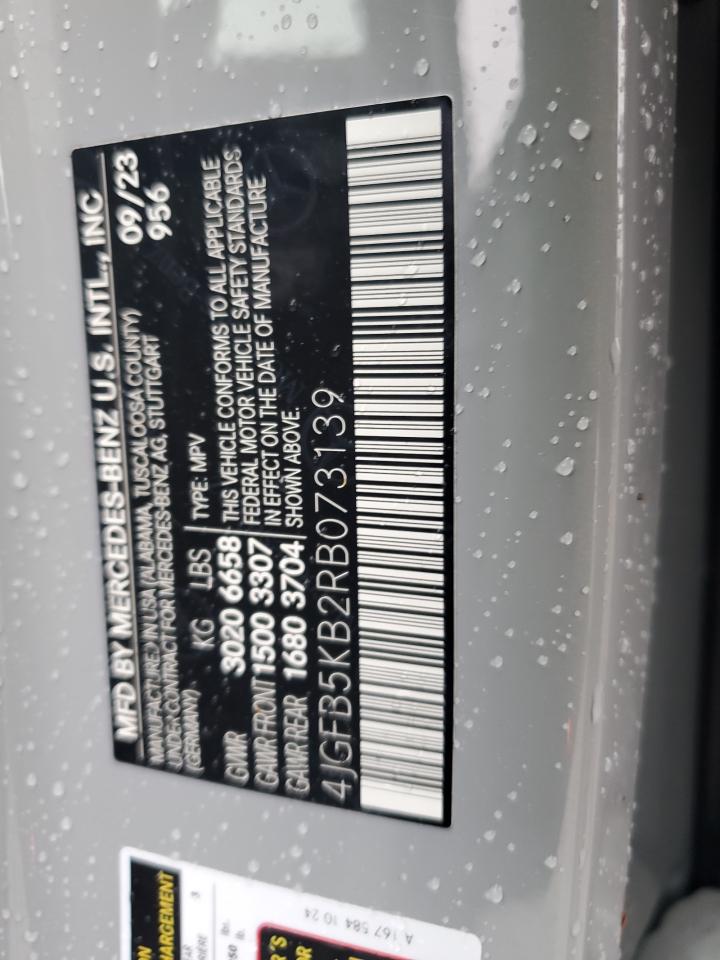 MFD BY MERCEDES-BENZ U.S. INTL., INC
MANUFACTURED IN USA (ALABAMA, TUSCALOOSA COUNTY)
UNDER CONTRACT FOR MERCEDES-BENZ AG, STUTTGART
(GERMANY)
09/23
956
KG LBS
TYPE: MPV
GVWR 3020 6658
GAWR FRONT 1500 3307
GAWR REAR 1680 3704
THIS VEHICLE CONFORMS TO ALL APPLICABLE
FEDERAL MOTOR VEHICLE SAFETY STANDARDS
IN EFFECT ON THE DATE OF MANUFACTURE
SHOWN ABOVE.
4JGFB5KB2RB073139
A 167 584 10 24